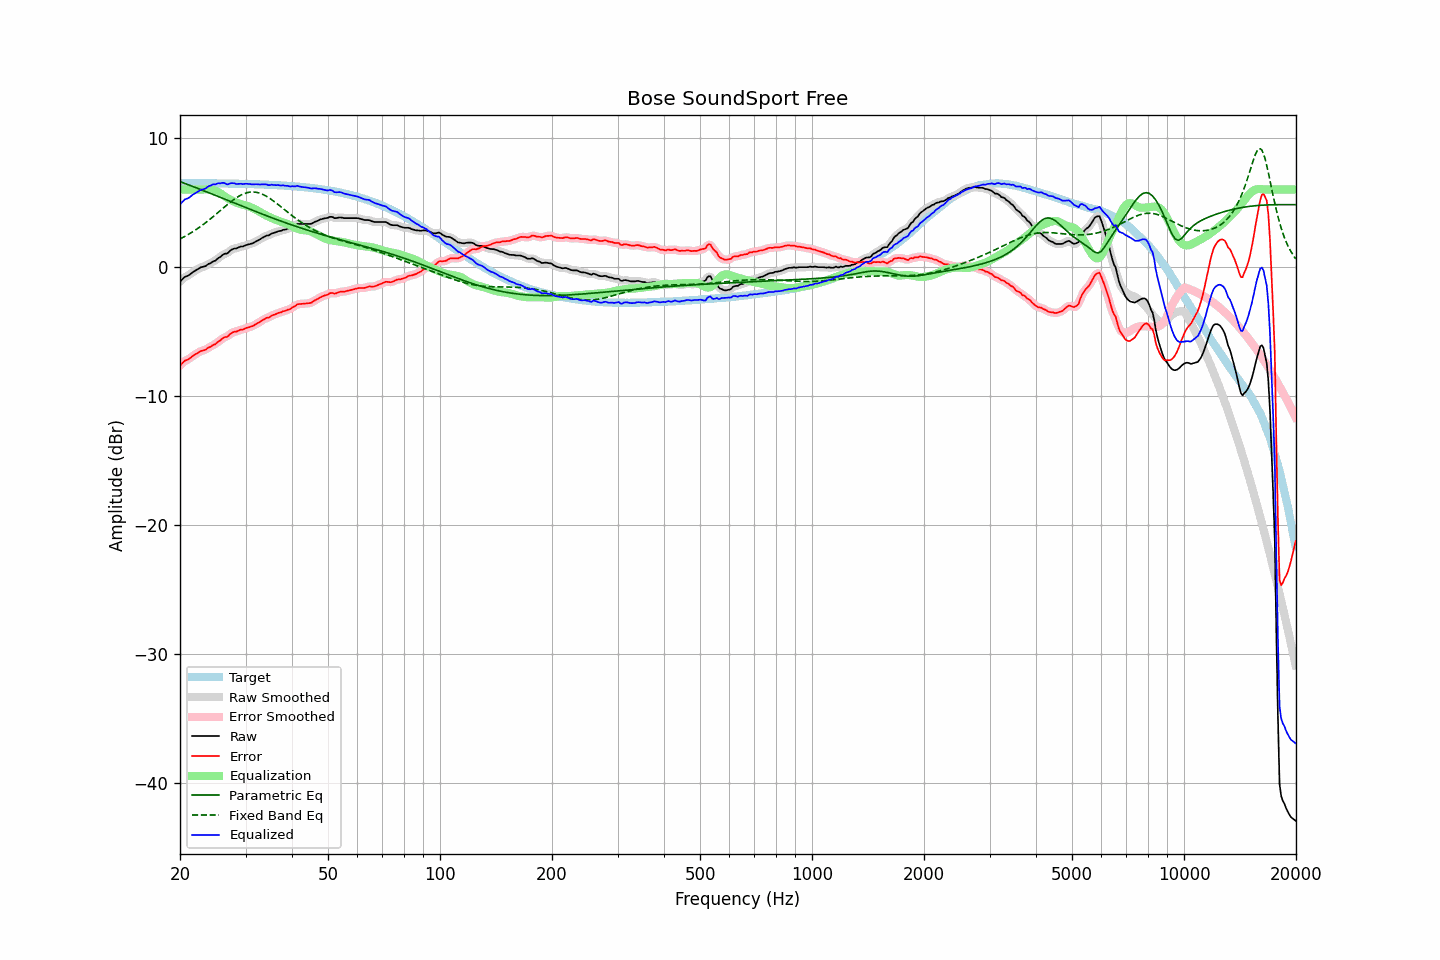 Bose SoundSport Free
10
0
−10
−20
−30
−40
Amplitude (dBr)
Target
Raw Smoothed
Error Smoothed
Raw
Error
Equalization
Parametric Eq
Fixed Band Eq
Equalized
20 50 100 200 500 1000 2000 5000 10000 20000
Frequency (Hz)